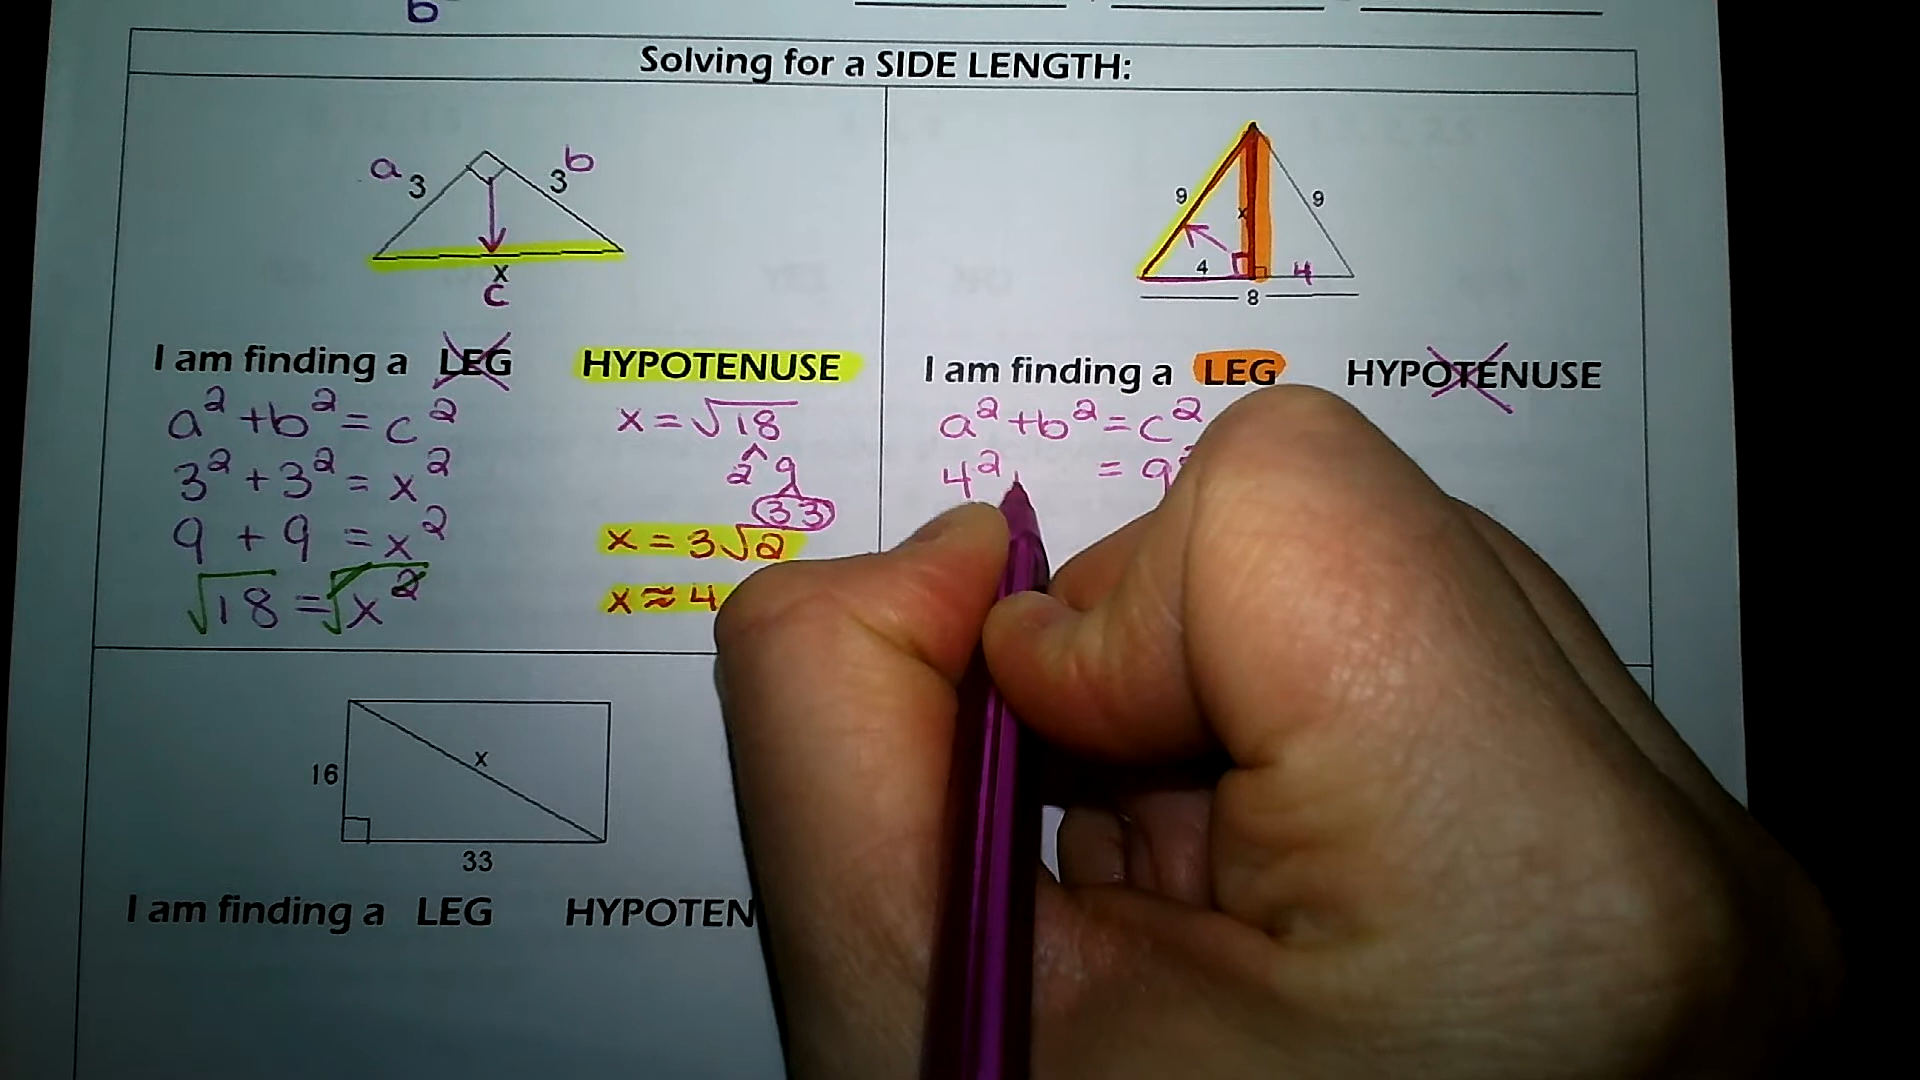 b
Solving for a SIDE LENGTH:
a 3
3 b
x
c
9
x
9
4
4
8
I am finding a LEG HYPOTENUSE
a² + b² = c²
3² + 3² = x²
9 + 9 = x²
√18 = √x²
x = √18
2 9
3 3
x = 3√2
x ≈ 4
I am finding a LEG HYPOTENUSE
a² + b² = c²
4² = 9
16
x
33
I am finding a LEG HYPOTEN